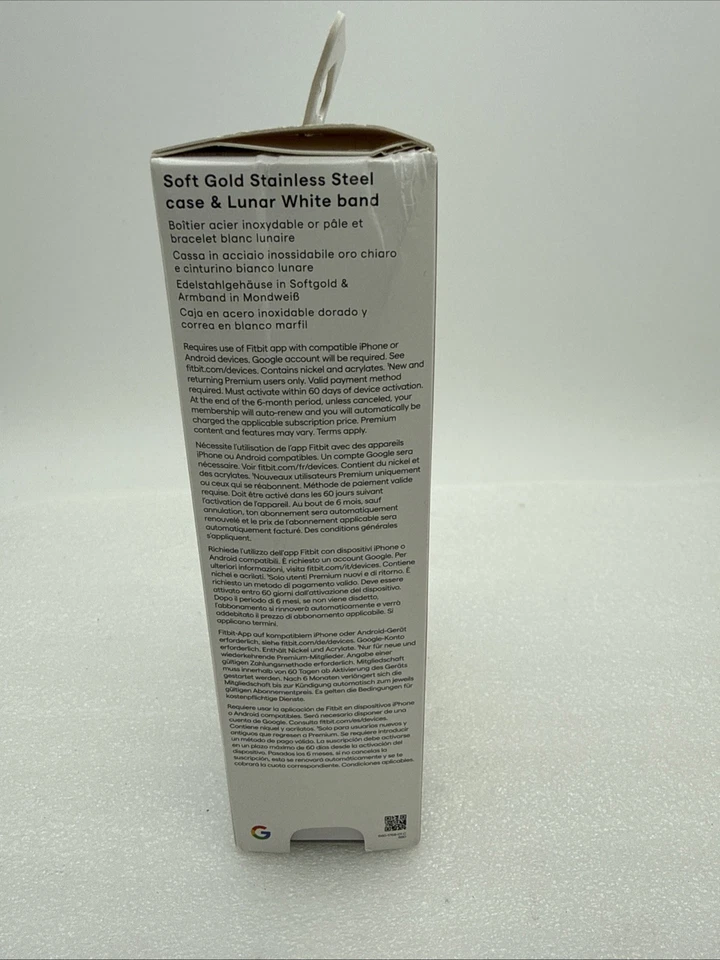 Soft Gold Stainless Steel
case & Lunar White band
Boîtier acier inoxydable or pâle et
bracelet blanc lunaire
Cassa in acciaio inossidabile oro chiaro
e cinturino bianco lunare
Edelstahlgehäuse in Softgold &
Armband in Mondweiß
Caja en acero inoxidable dorado y
correa en blanco marfil
Requires use of Fitbit app with compatible iPhone or
Android devices. Google account will be required. See
fitbit.com/devices. Contains nickel and acrylates. ¹New and
returning Premium users only. Valid payment method
required. Must activate within 60 days of device activation.
At the end of the 6-month period, unless canceled, your
membership will auto-renew and you will automatically be
charged the applicable subscription price. Premium
content and features may vary. Terms apply.
Nécessite l'utilisation de l'app Fitbit avec des appareils
iPhone ou Android compatibles. Un compte Google sera
nécessaire. Voir fitbit.com/fr/devices. Contient du nickel et
des acrylates. ¹Nouveaux utilisateurs Premium uniquement
ou ceux qui se réabonnent. Méthode de paiement valide
requise. Doit être activé dans les 60 jours suivant
l'activation de l'appareil. Au bout de 6 mois, sauf
annulation, ton abonnement sera automatiquement
renouvelé et le prix de l'abonnement applicable sera
automatiquement facturé. Des conditions générales
s'appliquent.
Richiede l'utilizzo dell'app Fitbit con dispositivi iPhone o
Android compatibili. È richiesto un account Google. Per
ulteriori informazioni, visita fitbit.com/it/devices. Contiene
nichel e acrilati. ¹Solo utenti Premium nuovi e di ritorno. È
richiesto un metodo di pagamento valido. Deve essere
attivato entro 60 giorni dall'attivazione del dispositivo.
Dopo il periodo di 6 mesi, se non viene disdetto,
l'abbonamento si rinnoverà automaticamente e verrà
addebitato il prezzo di abbonamento applicabile. Si
applicano termini.
Fitbit-App auf kompatiblem iPhone oder Android-Gerät
erforderlich, siehe fitbit.com/de/devices. Google-Konto
erforderlich. Enthält Nickel und Acrylate. ¹Nur für neue und
wiederkehrende Premium-Mitglieder. Angabe einer
gültigen Zahlungsmethode erforderlich. Mitgliedschaft
muss innerhalb von 60 Tagen ab Aktivierung des Geräts
gestartet werden. Nach 6 Monaten verlängert sich die
Mitgliedschaft bis zur Kündigung automatisch zum jeweils
gültigen Abonnementpreis. Es gelten die Bedingungen für
kostenpflichtige Dienste.
Requiere usar la aplicación de Fitbit en dispositivos iPhone
o Android compatibles. Será necesario disponer de una
cuenta de Google. Consulta fitbit.com/es/devices.
Contiene níquel y acrilatos. ¹Solo para usuarios nuevos y
antiguos que regresen a Premium. Se requiere introducir
un método de pago válido. La suscripción debe activarse
en un plazo máximo de 60 días desde la activación del
dispositivo. Pasados los 6 meses, si no cancelas la
suscripción, esta se renovará automáticamente y se te
cobrará la cuota correspondiente. Condiciones aplicables.
G